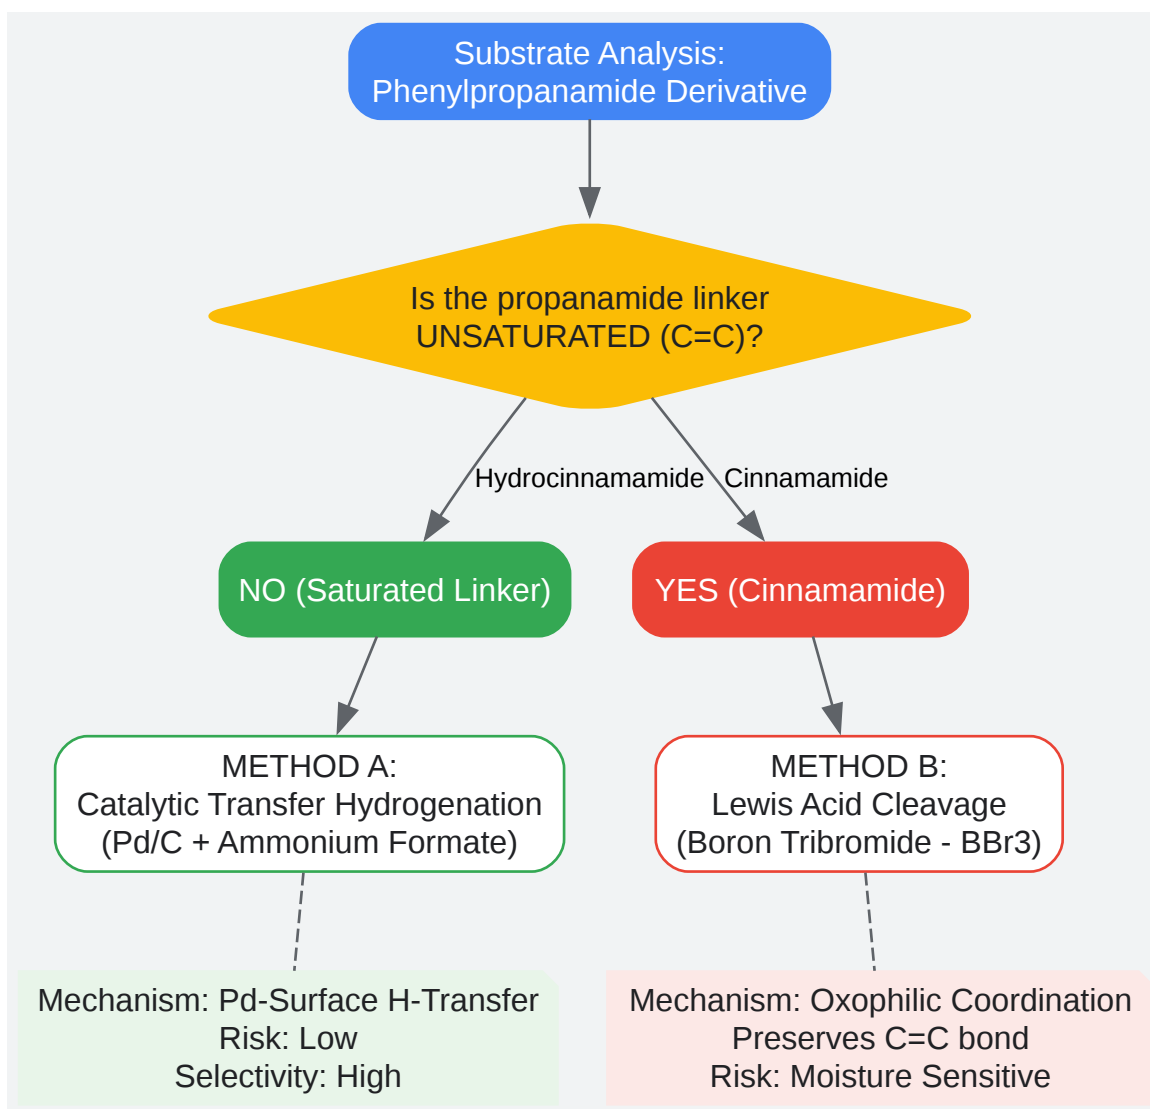 Substrate Analysis:
Phenylpropanamide Derivative
Is the propanamide linker
UNSATURATED (C=C)?
Hydrocinnamamide
Cinnamamide
NO (Saturated Linker)
YES (Cinnamamide)
METHOD A:
Catalytic Transfer Hydrogenation
(Pd/C + Ammonium Formate)
METHOD B:
Lewis Acid Cleavage
(Boron Tribromide - BBr3)
Mechanism: Pd-Surface H-Transfer
Risk: Low
Selectivity: High
Mechanism: Oxophilic Coordination
Preserves C=C bond
Risk: Moisture Sensitive